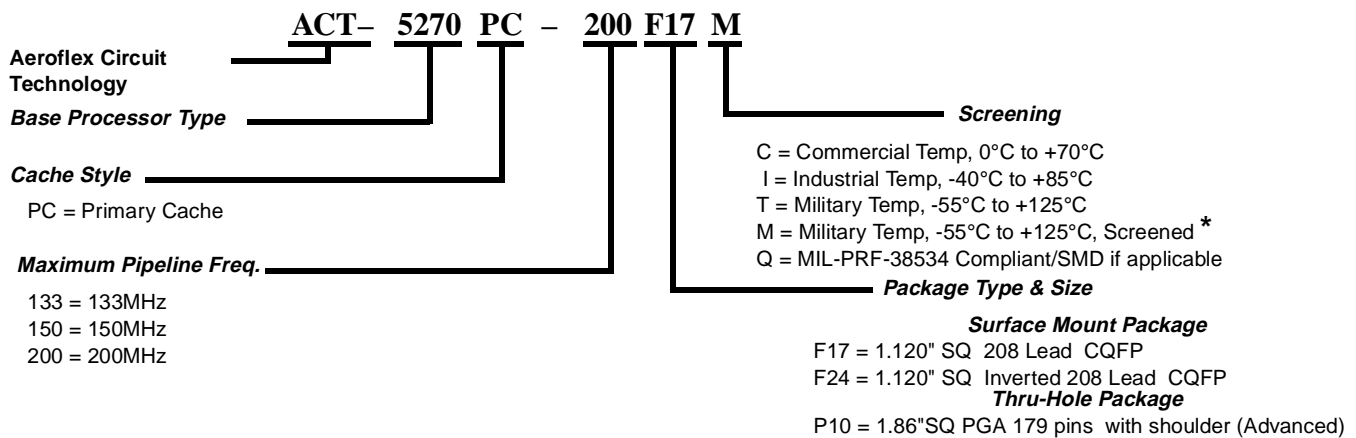 ACT– 5270 PC – 200 F17 M
Aeroflex Circuit
Technology
Base Processor Type
Cache Style
PC = Primary Cache
Maximum Pipeline Freq.
133 = 133MHz
150 = 150MHz
200 = 200MHz
Screening
C = Commercial Temp, 0°C to +70°C
I = Industrial Temp, -40°C to +85°C
T = Military Temp, -55°C to +125°C
M = Military Temp, -55°C to +125°C, Screened *
Q = MIL-PRF-38534 Compliant/SMD if applicable
Package Type & Size
Surface Mount Package
F17 = 1.120" SQ 208 Lead CQFP
F24 = 1.120" SQ Inverted 208 Lead CQFP
Thru-Hole Package
P10 = 1.86"SQ PGA 179 pins with shoulder (Advanced)